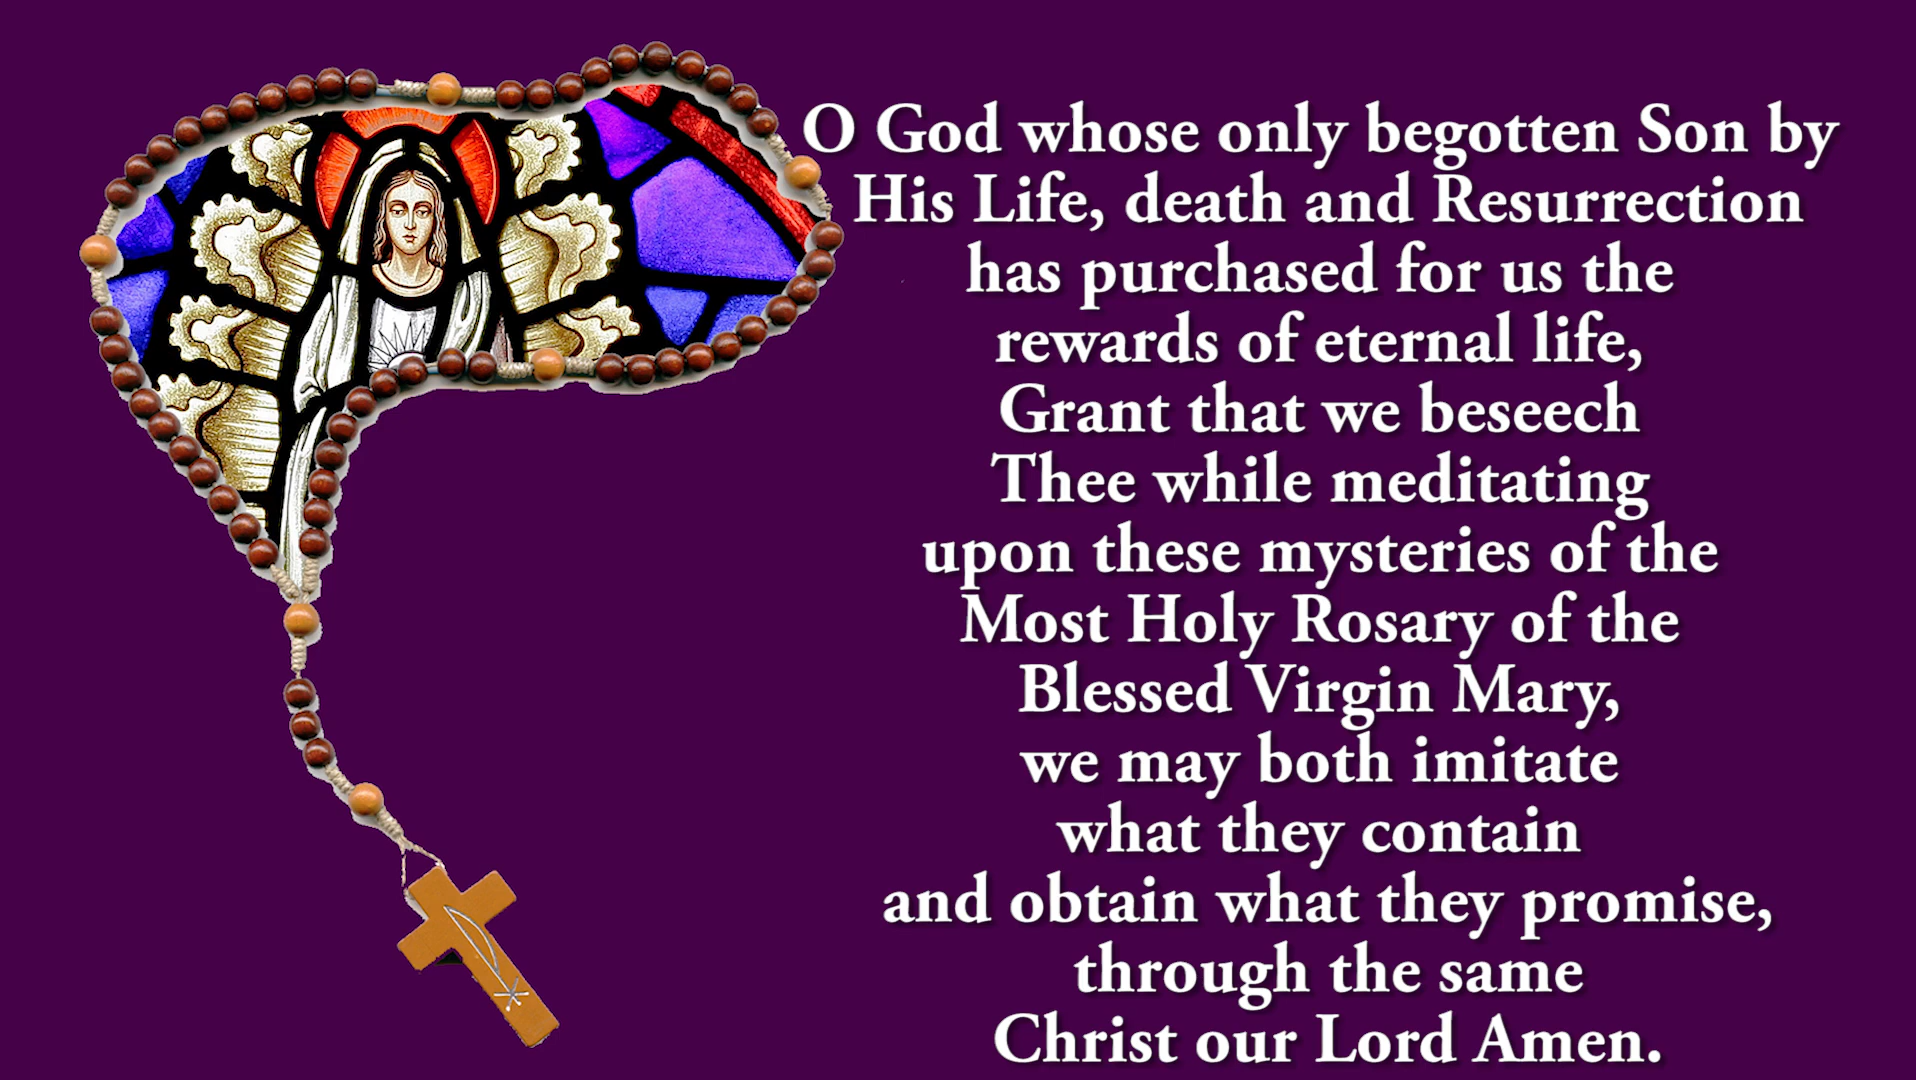 O God whose only begotten Son by
His Life, death and Resurrection
has purchased for us the
rewards of eternal life,
Grant that we beseech
Thee while meditating
upon these mysteries of the
Most Holy Rosary of the
Blessed Virgin Mary,
we may both imitate
what they contain
and obtain what they promise,
through the same
Christ our Lord Amen.